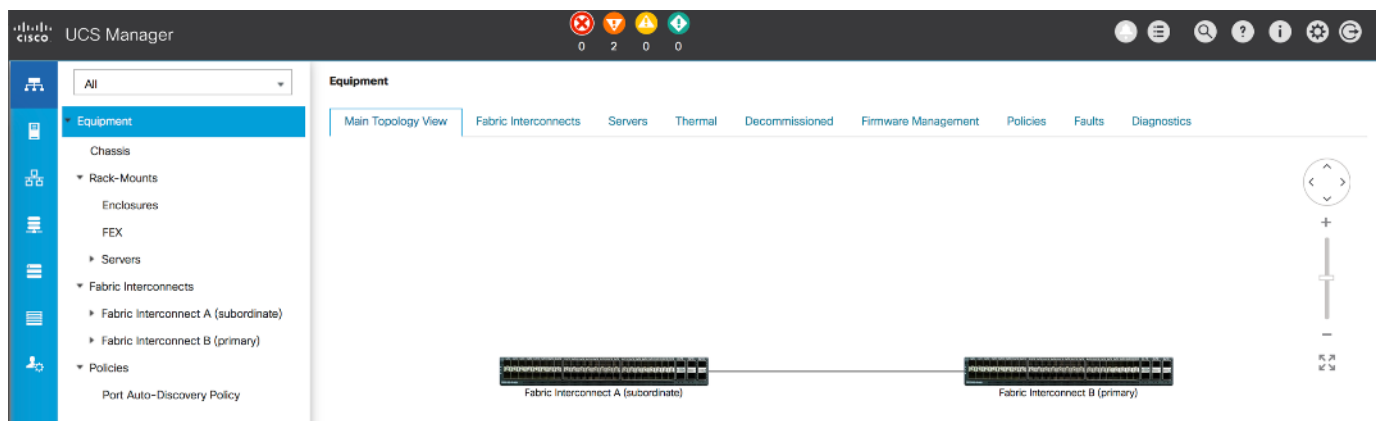 cisco UCS Manager
0 2 0 0
All
Equipment
Chassis
Rack-Mounts
Enclosures
FEX
Servers
Fabric Interconnects
Fabric Interconnect A (subordinate)
Fabric Interconnect B (primary)
Policies
Port Auto-Discovery Policy
Equipment
Main Topology View Fabric Interconnects Servers Thermal Decommissioned Firmware Management Policies Faults Diagnostics
Fabric Interconnect A (subordinate) Fabric Interconnect B (primary)